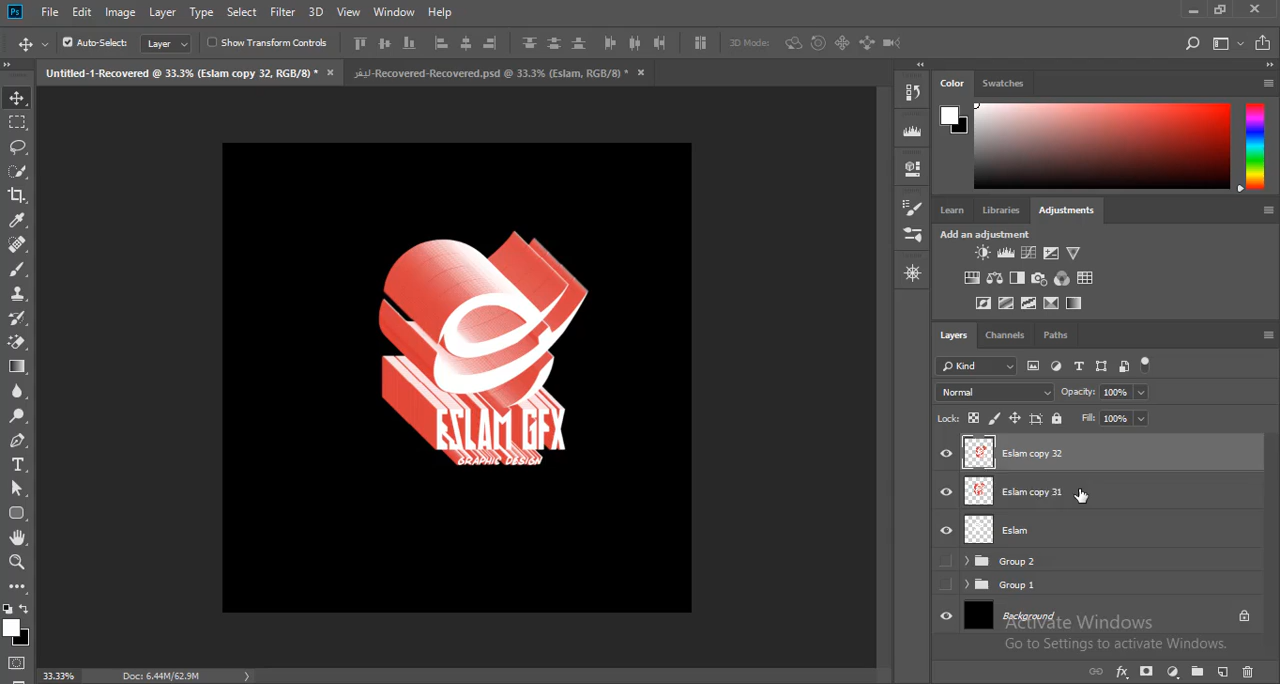 Ps File Edit Image Layer Type Select Filter 3D View Window Help
Auto-Select: Layer Show Transform Controls 3D Mode:
Untitled-1-Recovered @ 33.3% (Eslam copy 32, RGB/8) * ليقر-Recovered-Recovered.psd @ 33.3% (Eslam, RGB/8) *
Color Swatches
Learn Libraries Adjustments
Add an adjustment
Layers Channels Paths
Kind
Normal Opacity: 100%
Lock: Fill: 100%
Eslam copy 32
Eslam copy 31
Eslam
Group 2
Group 1
Background
Activate Windows
Go to Settings to activate Windows.
ESLAM GFX
GRAPHIC DESIGN
33.33% Doc: 6.44M/62.9M